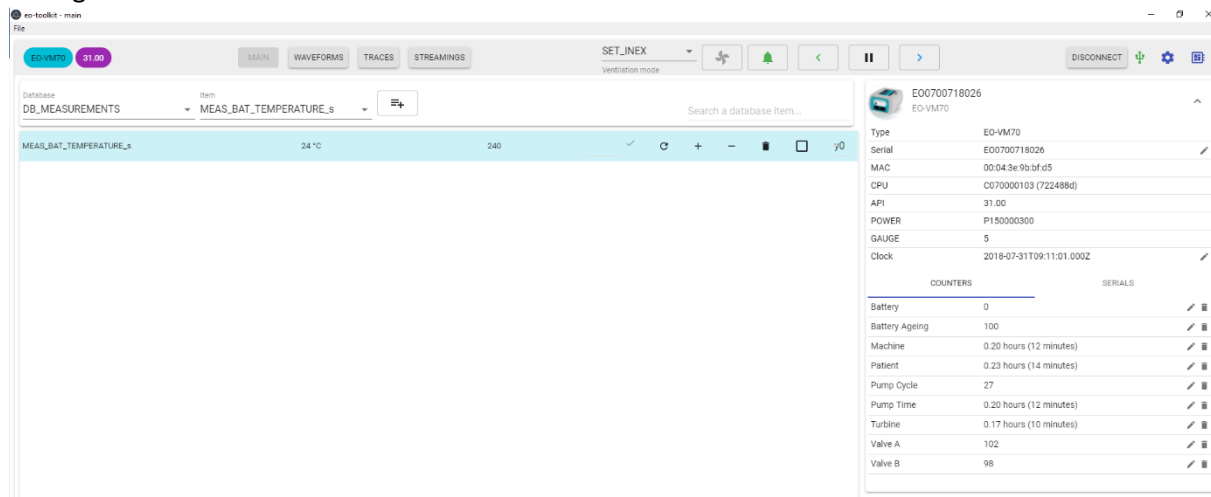 eo-toolkit - main
File
EO-VM70 31.00 MAIN WAVEFORMS TRACES STREAMINGS SET_INEX DISCONNECT
Ventilation mode
Database Item
DB_MEASUREMENTS MEAS_BAT_TEMPERATURE_s Search a database item...
MEAS_BAT_TEMPERATURE_s 24 °C 240
E00700718026
EO-VM70
Type EO-VM70
Serial E00700718026
MAC 00:04:3e:9b:bf:d5
CPU C070000103 (722488d)
API 31.00
POWER P150000300
GAUGE 5
Clock 2018-07-31T09:11:01.000Z
COUNTERS SERIALS
Battery 0
Battery Ageing 100
Machine 0.20 hours (12 minutes)
Patient 0.23 hours (14 minutes)
Pump Cycle 27
Pump Time 0.20 hours (12 minutes)
Turbine 0.17 hours (10 minutes)
Valve A 102
Valve B 98